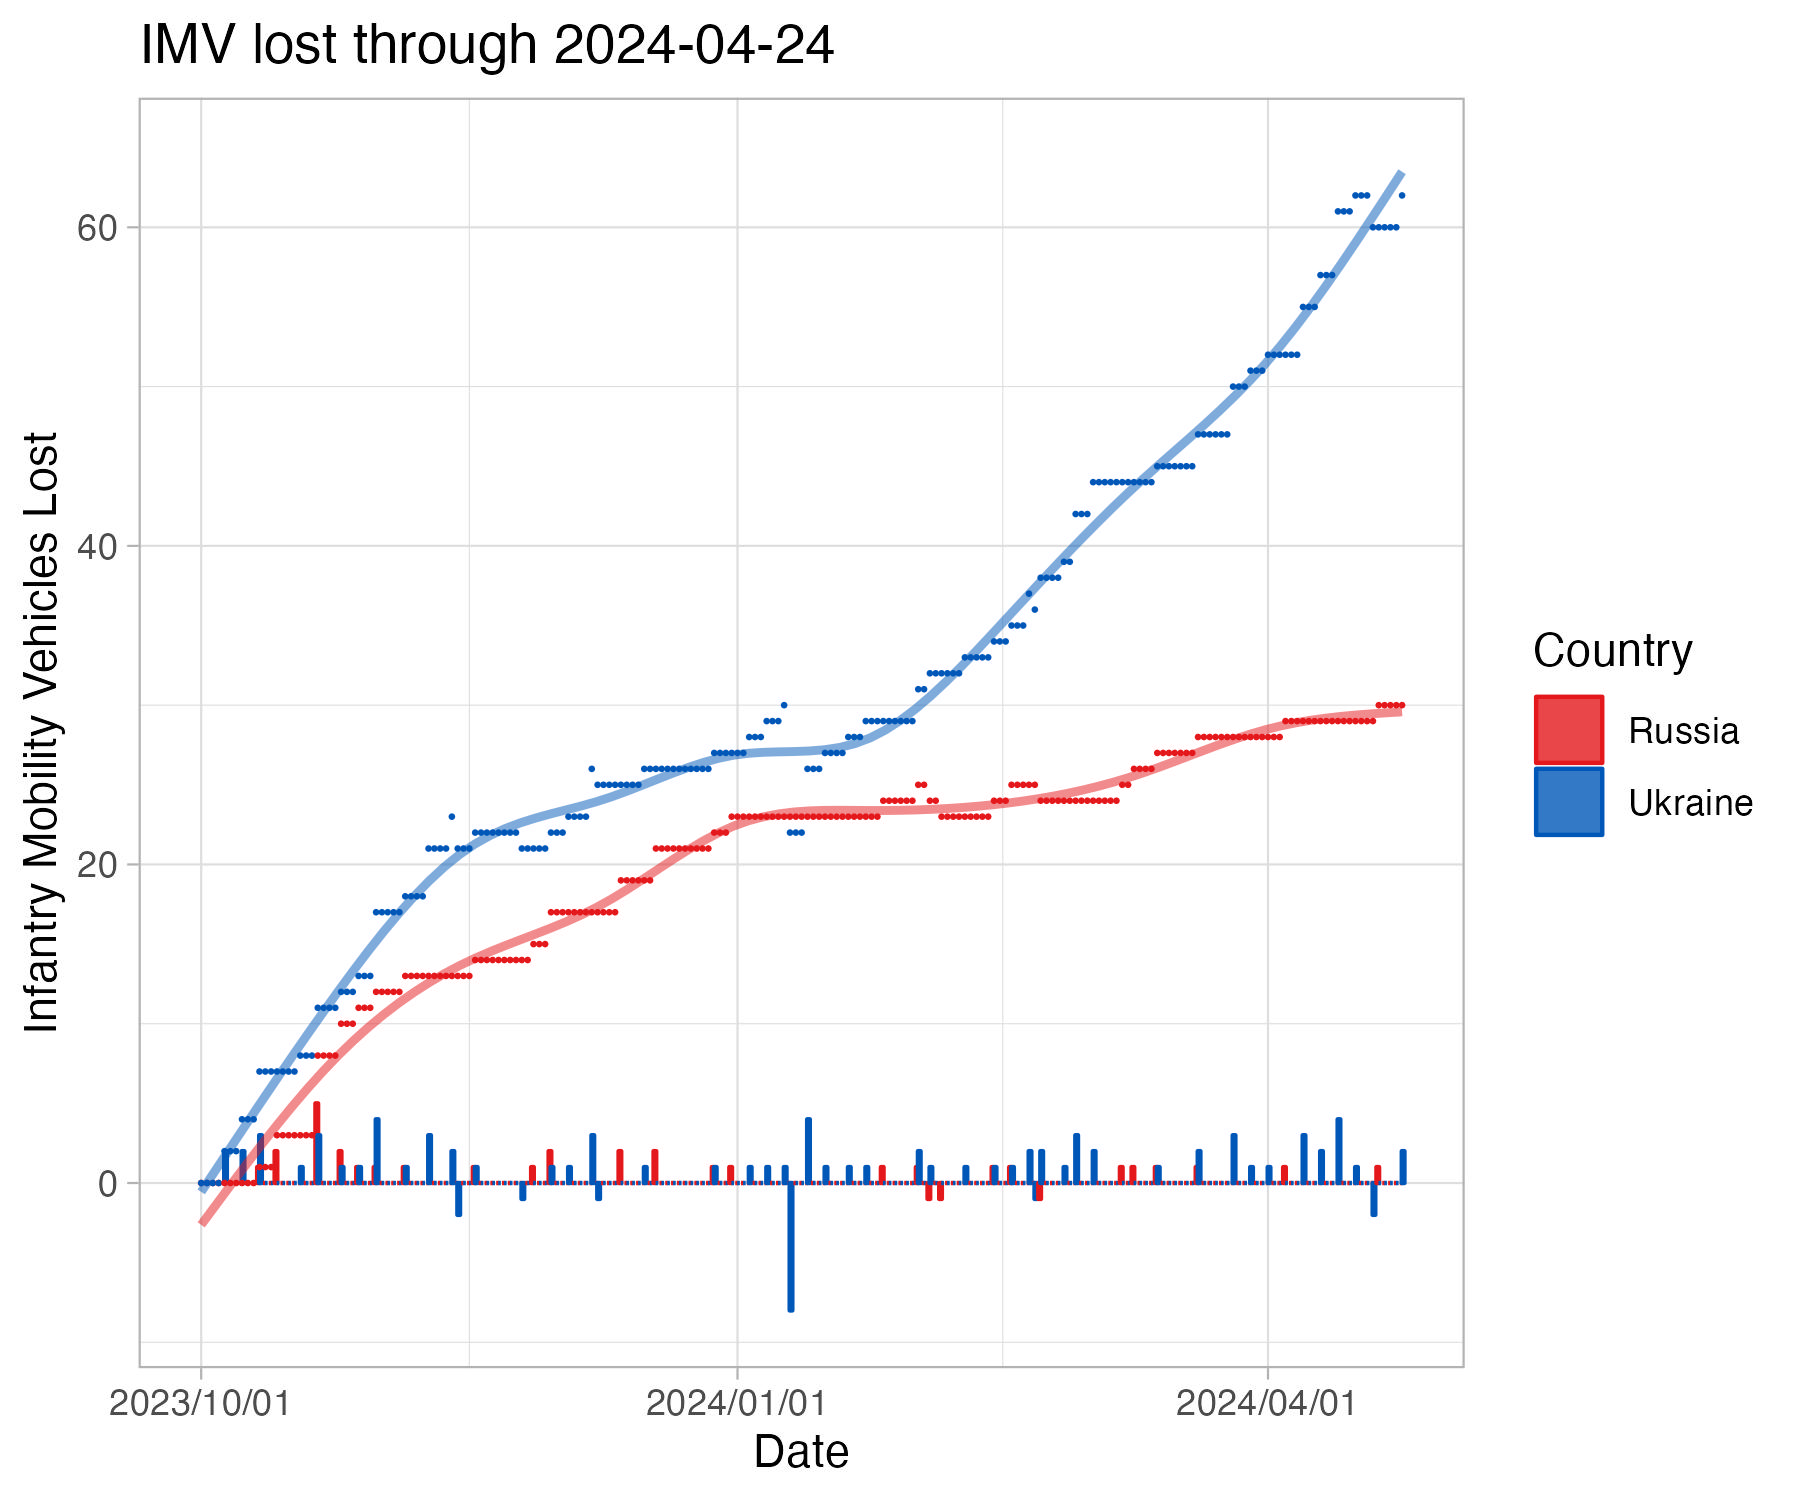 IMV lost through 2024-04-24
Infantry Mobility Vehicles Lost
60
40
20
0
2023/10/01
2024/01/01
2024/04/01
Date
Country
Russia
Ukraine